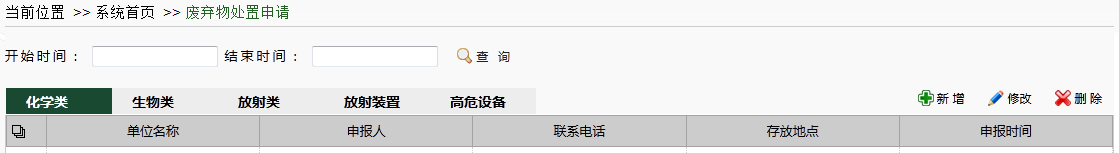 当前位置 >> 系统首页 >> 废弃物处置申请
开始时间： 结束时间： 查 询
化学类 生物类 放射类 放射装置 高危设备 新 增 修改 删 除
单位名称 申报人 联系电话 存放地点 申报时间